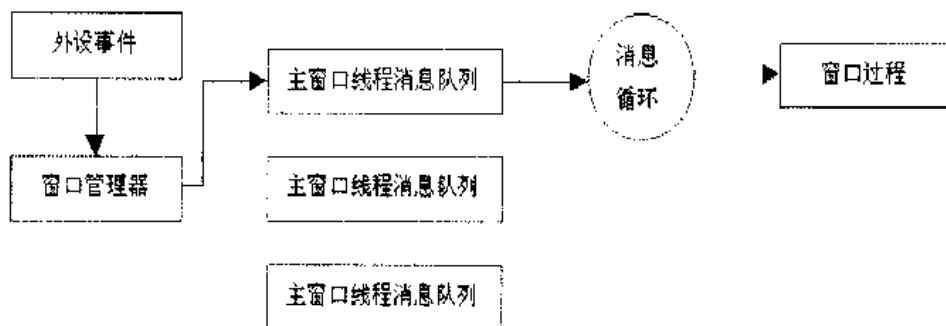 外设事件
主窗口线程消息队列
消息
循环
窗口过程
窗口管理器
主窗口线程消息队列
主窗口线程消息队列